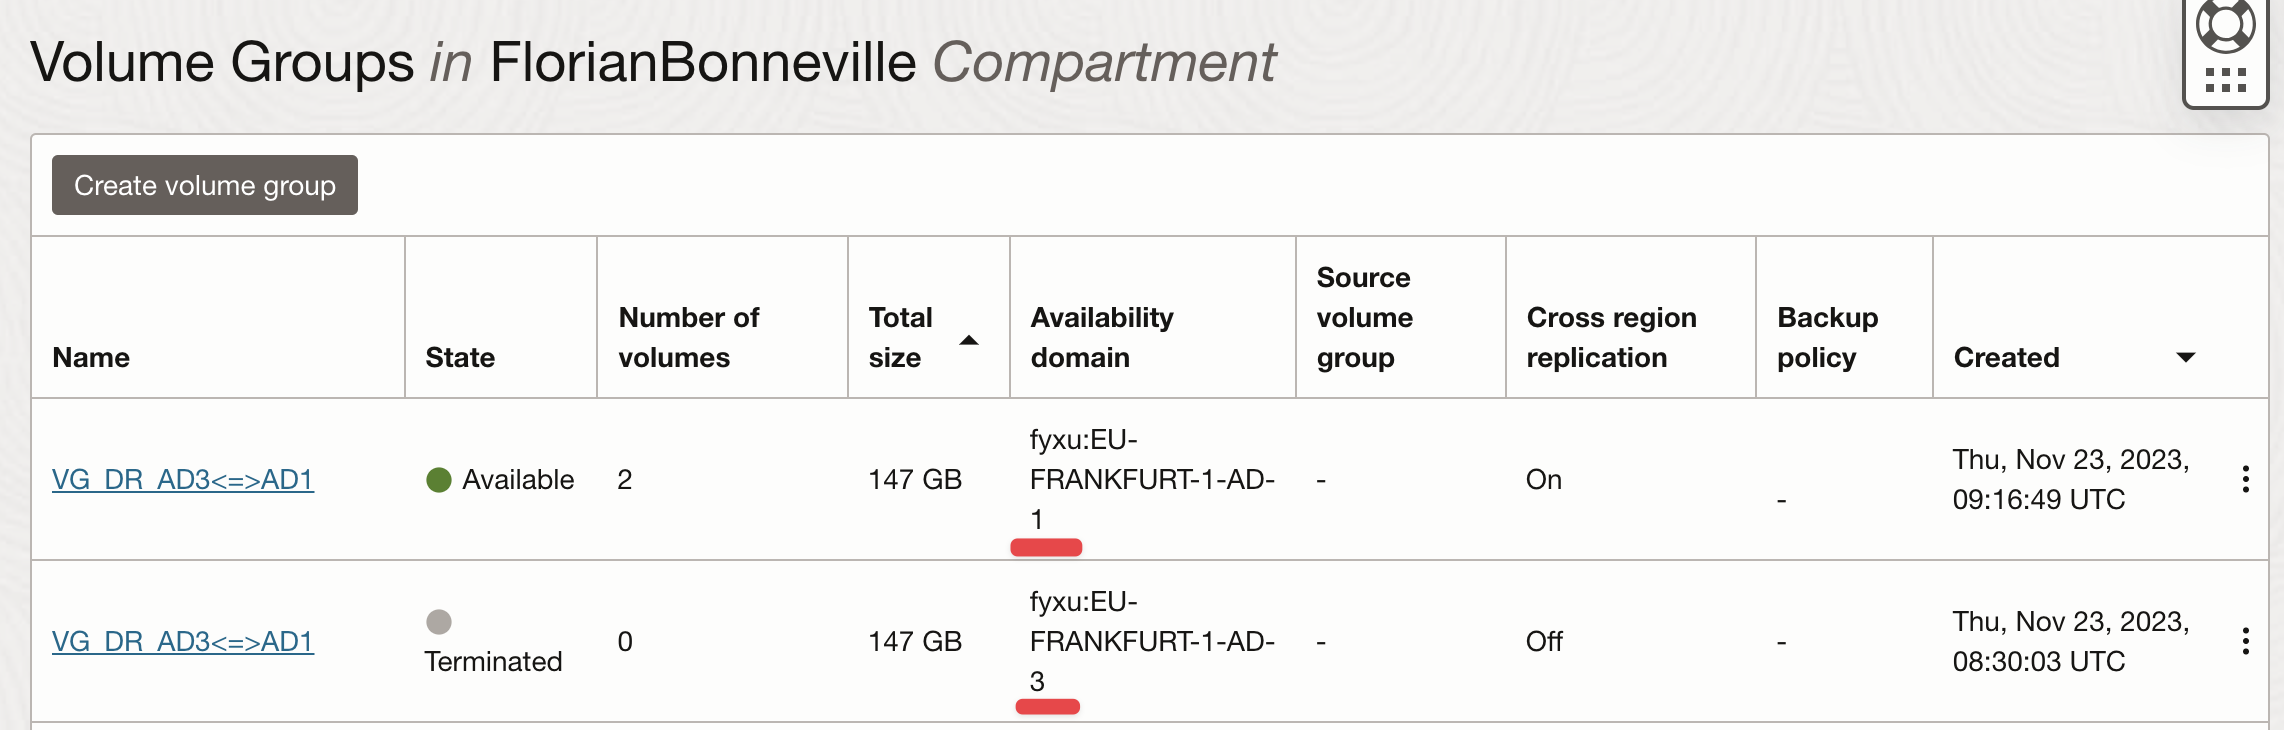 Volume Groups in FlorianBonneville Compartment
Create volume group
Name
State
Number of
volumes
Total
size
Availability
domain
Source
volume
group
Cross region
replication
Backup
policy
Created
VG_DR_AD3<=>AD1
Available
2
147 GB
fyxu:EU-
FRANKFURT-1-AD-
1
-
On
-
Thu, Nov 23, 2023,
09:16:49 UTC
VG_DR_AD3<=>AD1
Terminated
0
147 GB
fyxu:EU-
FRANKFURT-1-AD-
3
-
Off
-
Thu, Nov 23, 2023,
08:30:03 UTC